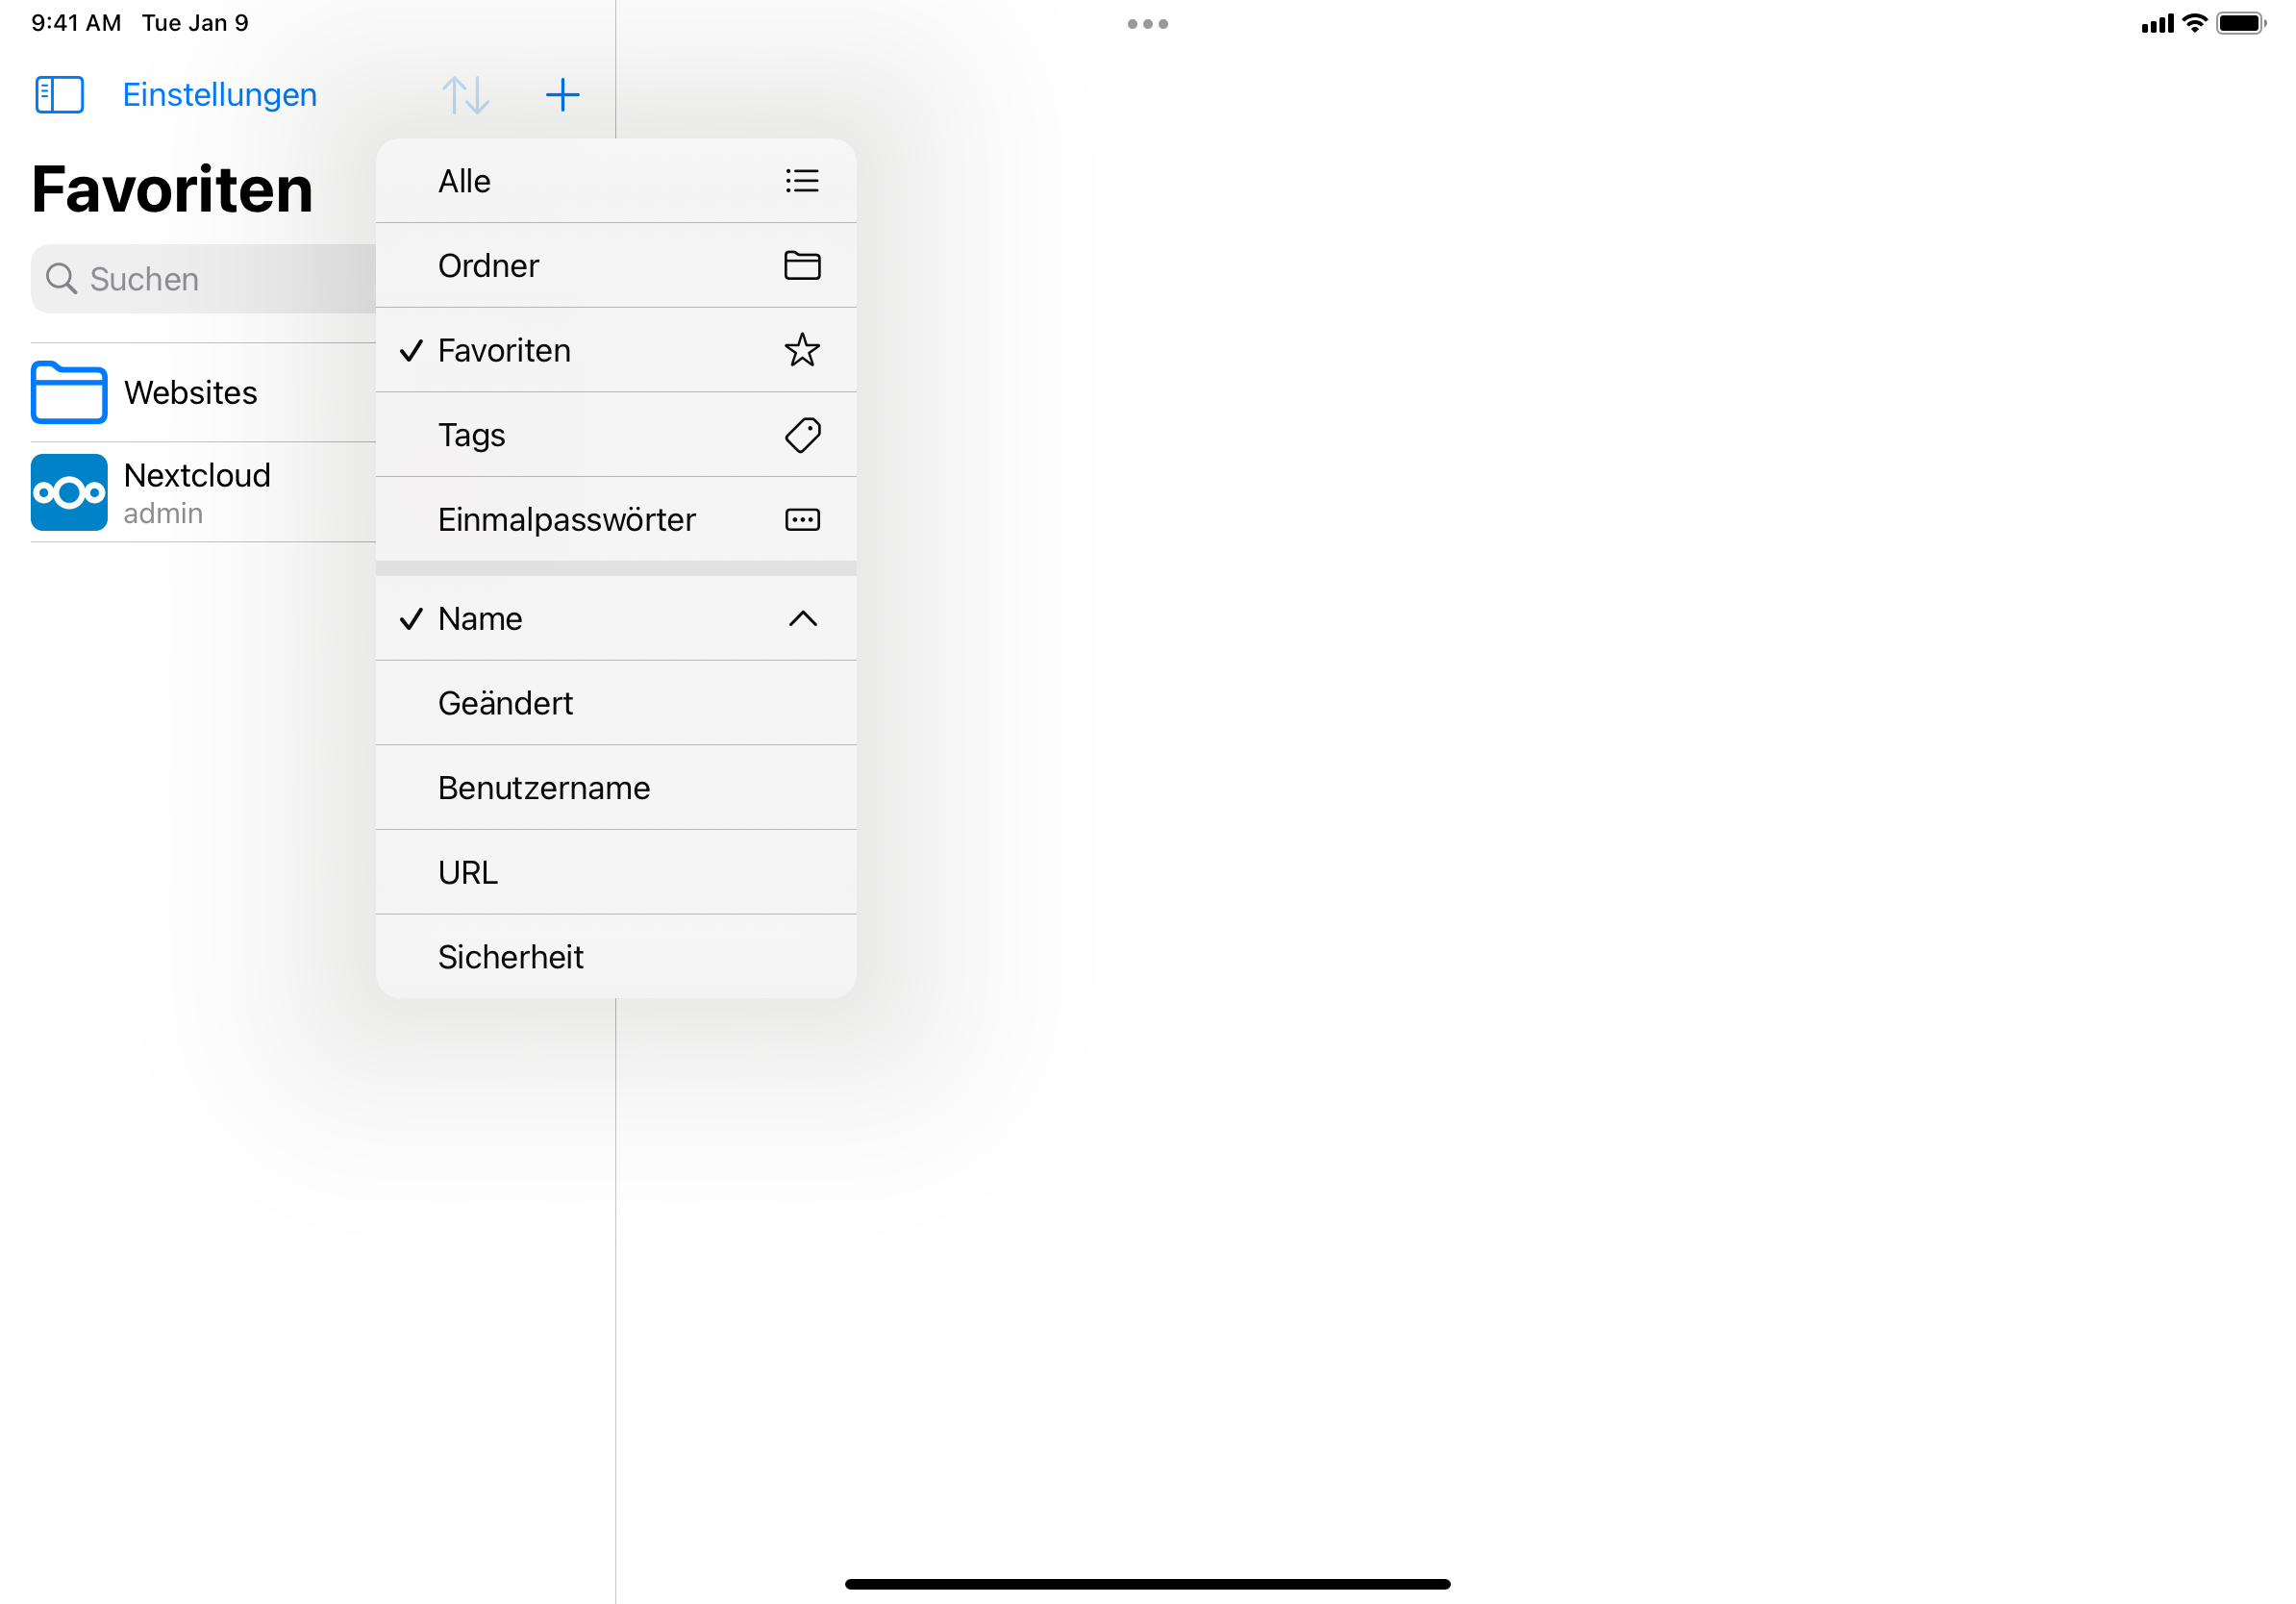 9:41 AM Tue Jan 9
Einstellungen
Favoriten
Suchen
Websites
Nextcloud
admin
Alle
Ordner
Favoriten
Tags
Einmalpasswörter
Name
Geändert
Benutzername
URL
Sicherheit